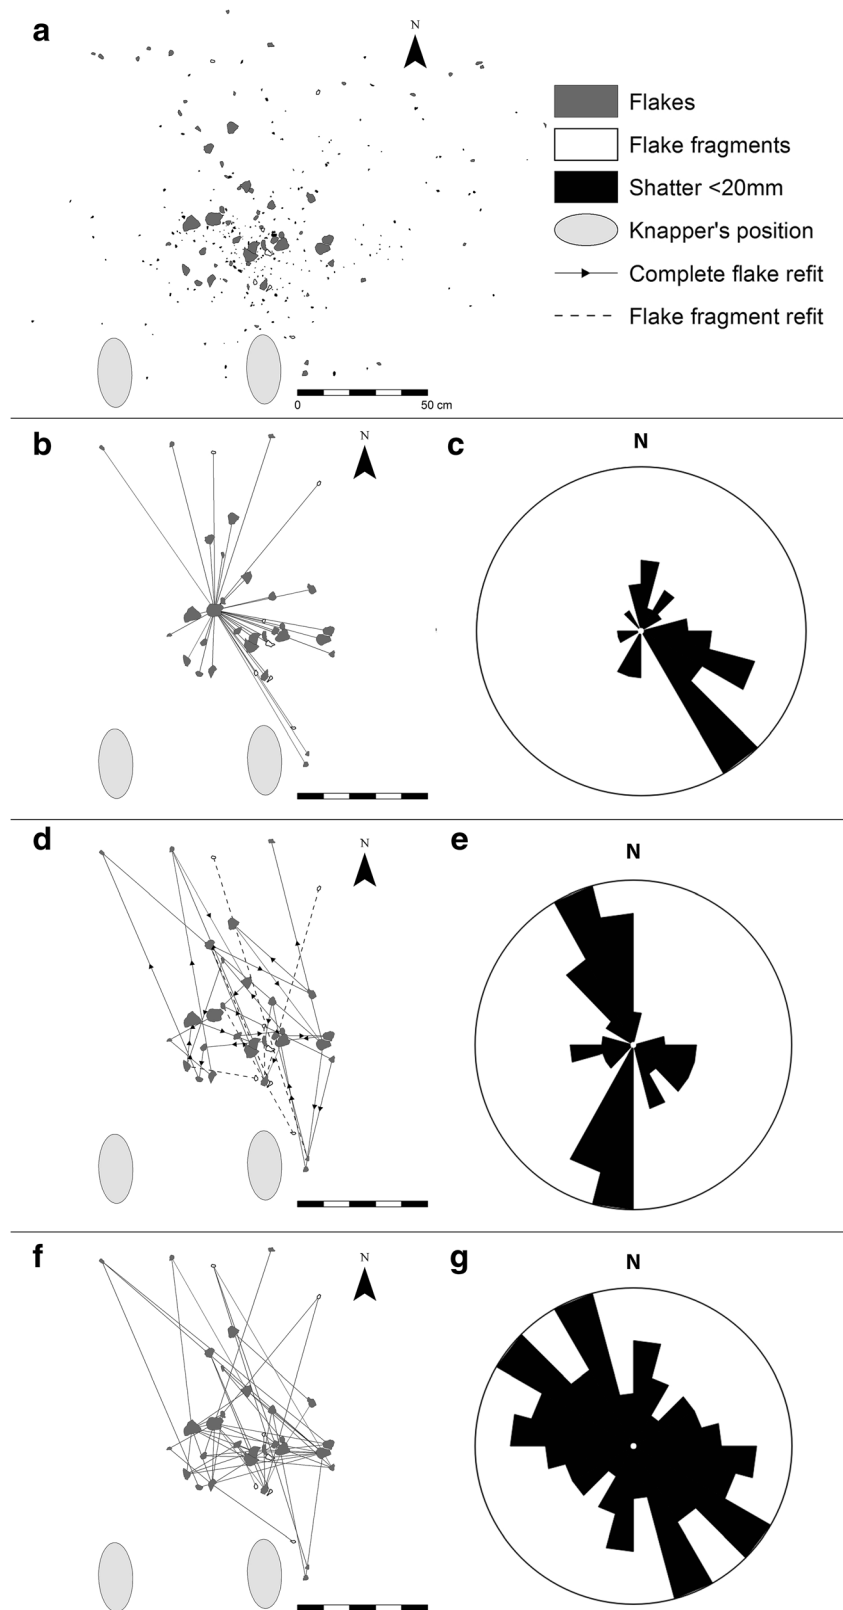 a
N
Flakes
Flake fragments
Shatter <20mm
Knapper's position
Complete flake refit
Flake fragment refit
0 50 cm
b
N
c
N
d
N
e
N
f
N
g
N